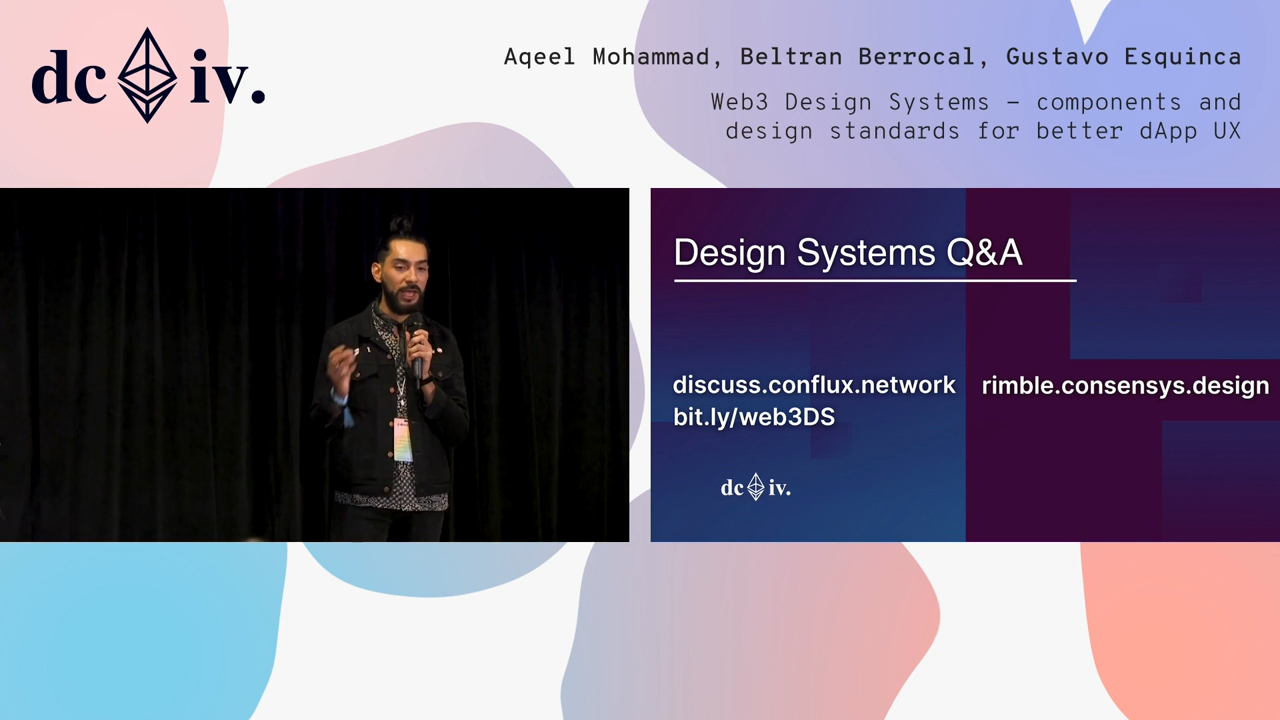 dc iv.
Aqeel Mohammad, Beltran Berrocal, Gustavo Esquinca
Web3 Design Systems – components and
design standards for better dApp UX
Design Systems Q&A
discuss.conflux.network
bit.ly/web3DS
rimble.consensys.design
dc iv.